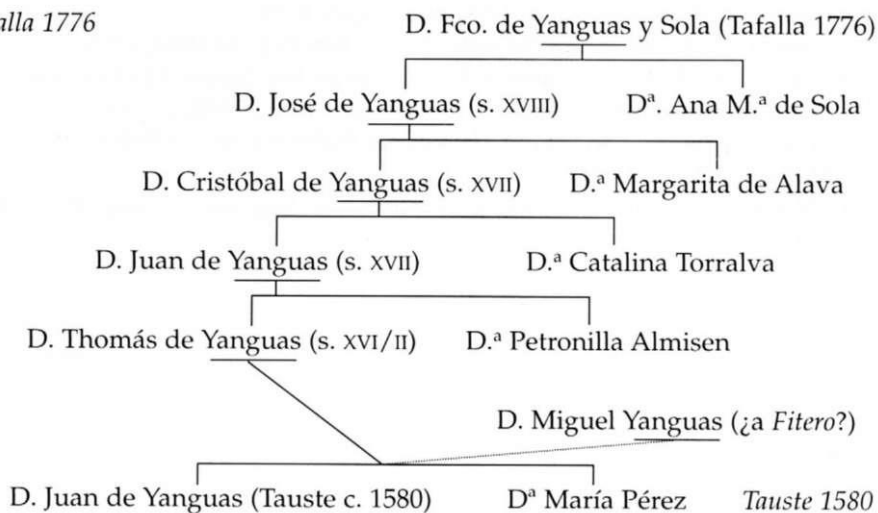 alla 1776
D. Fco. de Yanguas y Sola (Tafalla 1776)
D. José de Yanguas (s. XVIII) Dª. Ana M.ª de Sola
D. Cristóbal de Yanguas (s. XVII) D.ª Margarita de Alava
D. Juan de Yanguas (s. XVII) D.ª Catalina Torralva
D. Thomás de Yanguas (s. XVI/II) D.ª Petronilla Almisen
D. Miguel Yanguas (¿a Fitero?)
D. Juan de Yanguas (Tauste c. 1580) Dª María Pérez Tauste 1580